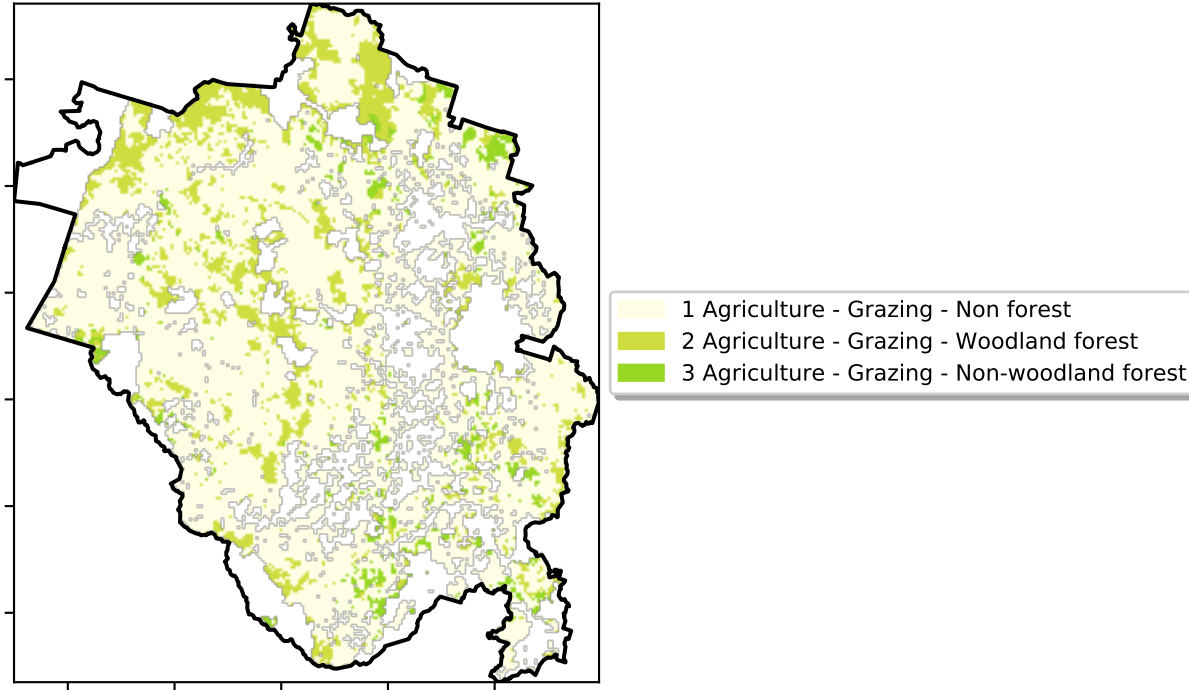 1 Agriculture - Grazing - Non forest
2 Agriculture - Grazing - Woodland forest
3 Agriculture - Grazing - Non-woodland forest